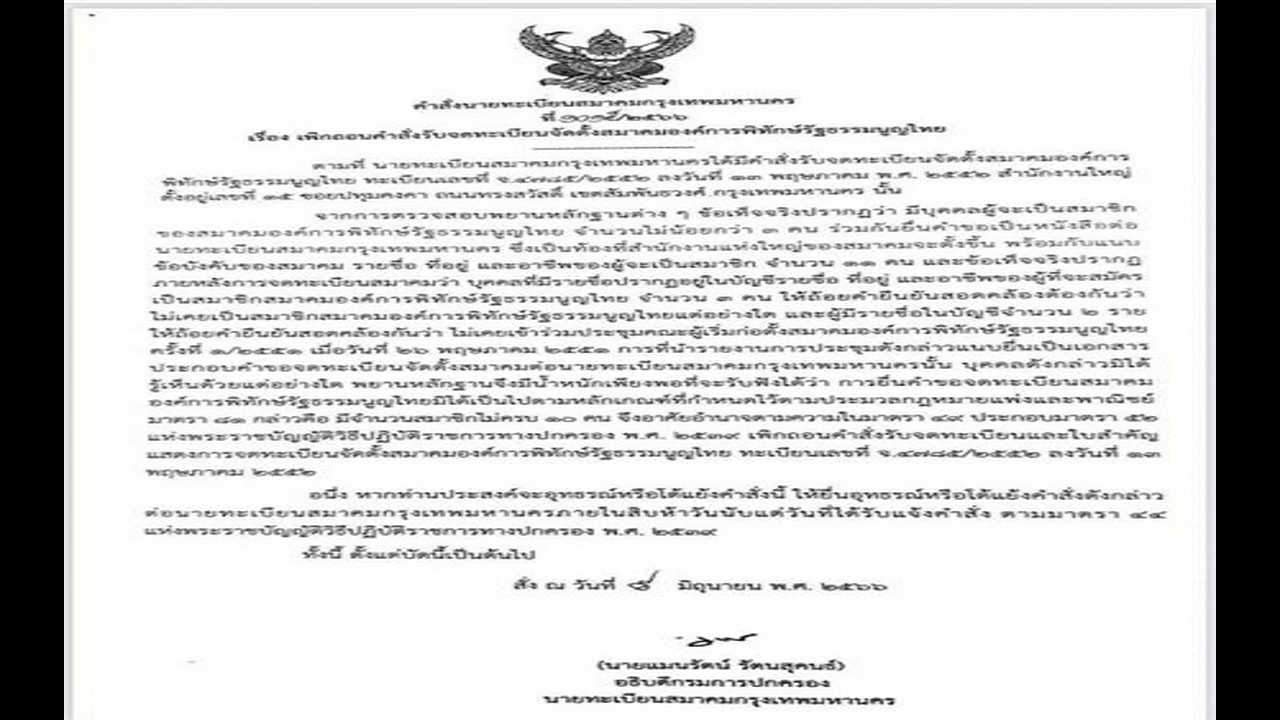 คำสั่งนายทะเบียนสมาคมกรุงเทพมหานคร
ที่ /๒๕๖๖
เรื่อง เพิกถอนคำสั่งรับจดทะเบียนจัดตั้งสมาคมองค์การพิทักษ์รัฐธรรมนูญไทย
ตามที่ นายทะเบียนสมาคมกรุงเทพมหานครได้มีคำสั่งรับจดทะเบียนจัดตั้งสมาคมองค์การ
พิทักษ์รัฐธรรมนูญไทย ทะเบียนเลขที่ จ.๔๗๘๕/๒๕๕๒ ลงวันที่ ๑๓ พฤษภาคม พ.ศ. ๒๕๕๒ สำนักงานใหญ่
ตั้งอยู่เลขที่ ๑๕ ซอยปทุมคงคา ถนนทรงสวัสดิ์ เขตสัมพันธวงศ์ กรุงเทพมหานคร นั้น
จากการตรวจสอบพยานหลักฐานต่าง ๆ ข้อเท็จจริงปรากฏว่า มีบุคคลผู้จะเป็นสมาชิก
ของสมาคมองค์การพิทักษ์รัฐธรรมนูญไทย จำนวนไม่น้อยกว่า ๓ คน ร่วมกันยื่นคำขอเป็นหนังสือต่อ
นายทะเบียนสมาคมกรุงเทพมหานคร ซึ่งเป็นท้องที่สำนักงานแห่งใหญ่ของสมาคมจะตั้งขึ้น พร้อมกับแนบ
ข้อบังคับของสมาคม รายชื่อ ที่อยู่ และอาชีพของผู้จะเป็นสมาชิก จำนวน ๑๑ คน และข้อเท็จจริงปรากฏ
ภายหลังการจดทะเบียนสมาคมว่า บุคคลที่มีรายชื่อปรากฏอยู่ในบัญชีรายชื่อ ที่อยู่ และอาชีพของผู้ที่จะสมัคร
เป็นสมาชิกสมาคมองค์การพิทักษ์รัฐธรรมนูญไทย จำนวน ๓ คน ให้ถ้อยคำยืนยันสอดคล้องต้องกันว่า
ไม่เคยเป็นสมาชิกสมาคมองค์การพิทักษ์รัฐธรรมนูญไทยแต่อย่างใด และผู้มีรายชื่อในบัญชีจำนวน ๒ ราย
ให้ถ้อยคำยืนยันสอดคล้องกันว่า ไม่เคยเข้าร่วมประชุมคณะผู้เริ่มก่อตั้งสมาคมองค์การพิทักษ์รัฐธรรมนูญไทย
ครั้งที่ ๑/๒๕๕๑ เมื่อวันที่ ๒๖ พฤษภาคม ๒๕๕๑ การที่นำรายงานการประชุมดังกล่าวแนบยื่นเป็นเอกสาร
ประกอบคำขอจดทะเบียนจัดตั้งสมาคมต่อนายทะเบียนสมาคมกรุงเทพมหานครนั้น บุคคลดังกล่าวมิได้
รู้เห็นด้วยแต่อย่างใด พยานหลักฐานจึงมีน้ำหนักเพียงพอที่จะรับฟังได้ว่า การยื่นคำขอจดทะเบียนสมาคม
องค์การพิทักษ์รัฐธรรมนูญไทยมิได้เป็นไปตามหลักเกณฑ์ที่กำหนดไว้ตามประมวลกฎหมายแพ่งและพาณิชย์
มาตรา ๘๑ กล่าวคือ มีจำนวนสมาชิกไม่ครบ ๑๐ คน จึงอาศัยอำนาจตามความในมาตรา ๔๙ ประกอบมาตรา ๕๒
แห่งพระราชบัญญัติวิธีปฏิบัติราชการทางปกครอง พ.ศ. ๒๕๓๙ เพิกถอนคำสั่งรับจดทะเบียนและใบสำคัญ
แสดงการจดทะเบียนจัดตั้งสมาคมองค์การพิทักษ์รัฐธรรมนูญไทย ทะเบียนเลขที่ จ.๔๗๘๕/๒๕๕๒ ลงวันที่ ๑๓
พฤษภาคม ๒๕๕๒
อนึ่ง หากท่านประสงค์จะอุทธรณ์หรือโต้แย้งคำสั่งนี้ ให้ยื่นอุทธรณ์หรือโต้แย้งคำสั่งดังกล่าว
ต่อนายทะเบียนสมาคมกรุงเทพมหานครภายในสิบห้าวันนับแต่วันที่ได้รับแจ้งคำสั่ง ตามมาตรา ๔๔
แห่งพระราชบัญญัติวิธีปฏิบัติราชการทางปกครอง พ.ศ. ๒๕๓๙
ทั้งนี้ ตั้งแต่บัดนี้เป็นต้นไป
สั่ง ณ วันที่ มิถุนายน พ.ศ. ๒๕๖๖
(นายแมนรัตน์ รัตนสุคนธ์)
อธิบดีกรมการปกครอง
นายทะเบียนสมาคมกรุงเทพมหานคร